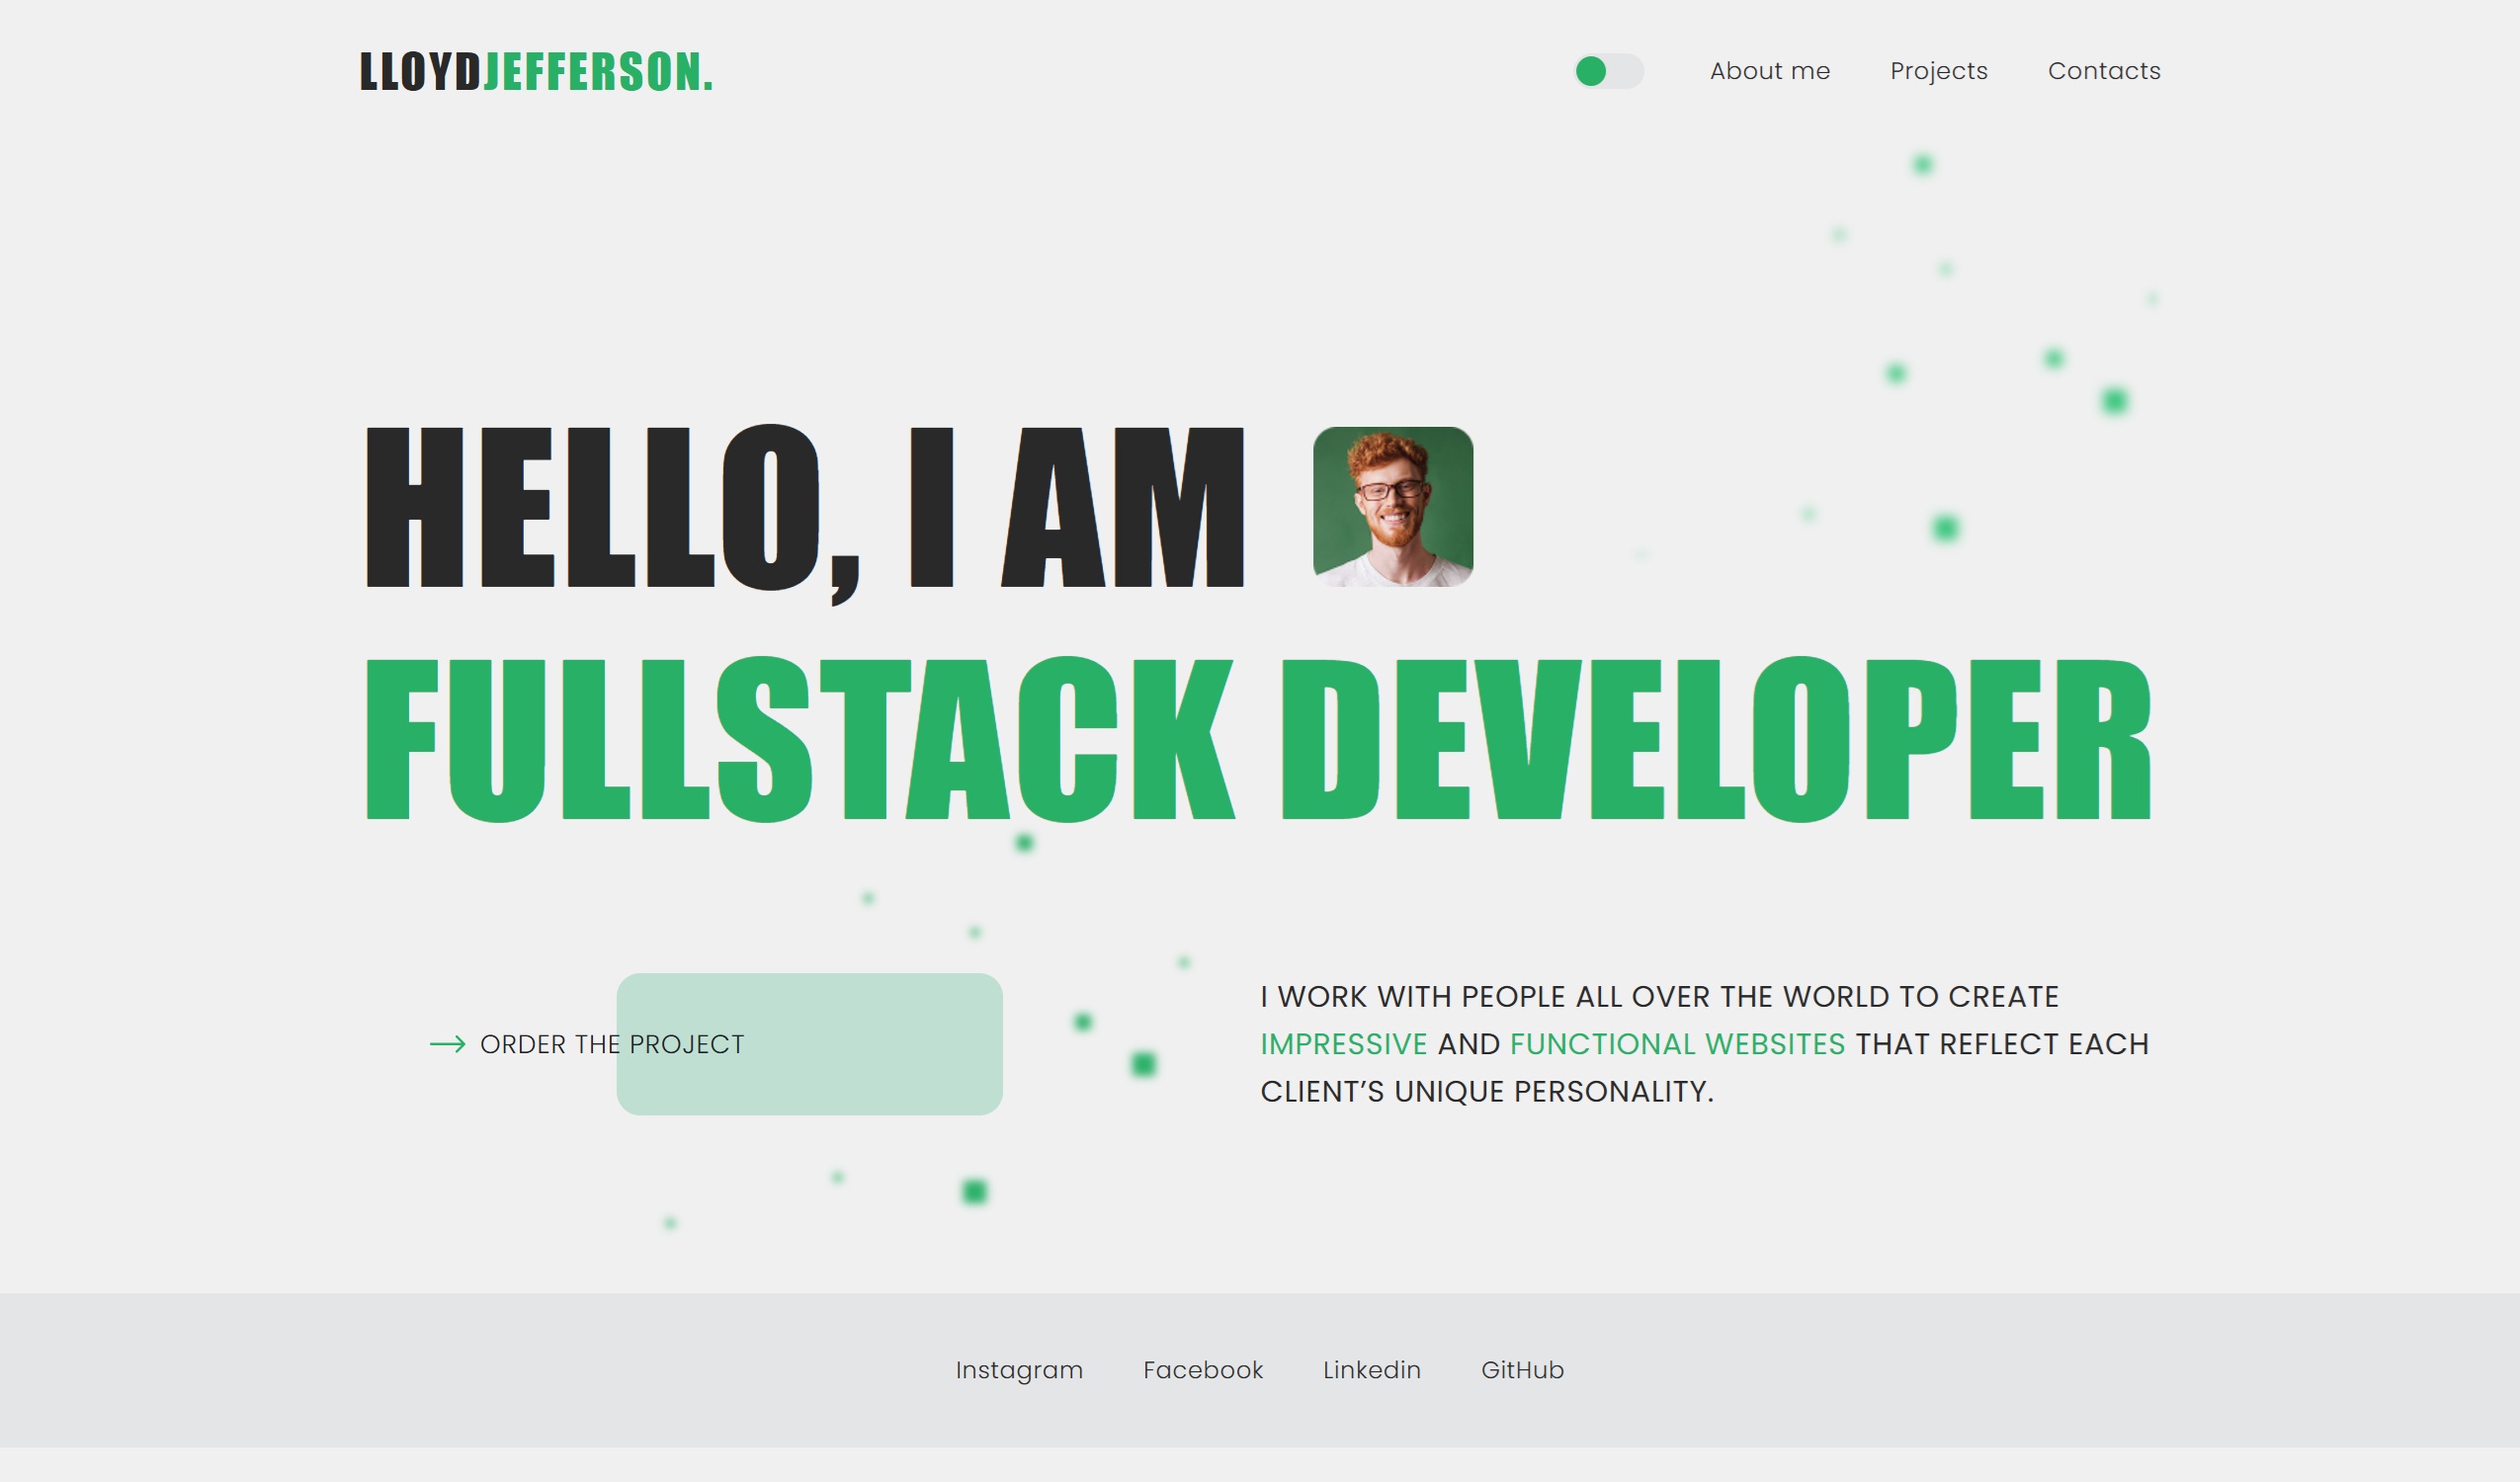 LLOYDJEFFERSON.
About me Projects Contacts
HELLO, I AM
FULLSTACK DEVELOPER
ORDER THE PROJECT
I WORK WITH PEOPLE ALL OVER THE WORLD TO CREATE
IMPRESSIVE AND FUNCTIONAL WEBSITES THAT REFLECT EACH
CLIENT’S UNIQUE PERSONALITY.
Instagram Facebook Linkedin GitHub